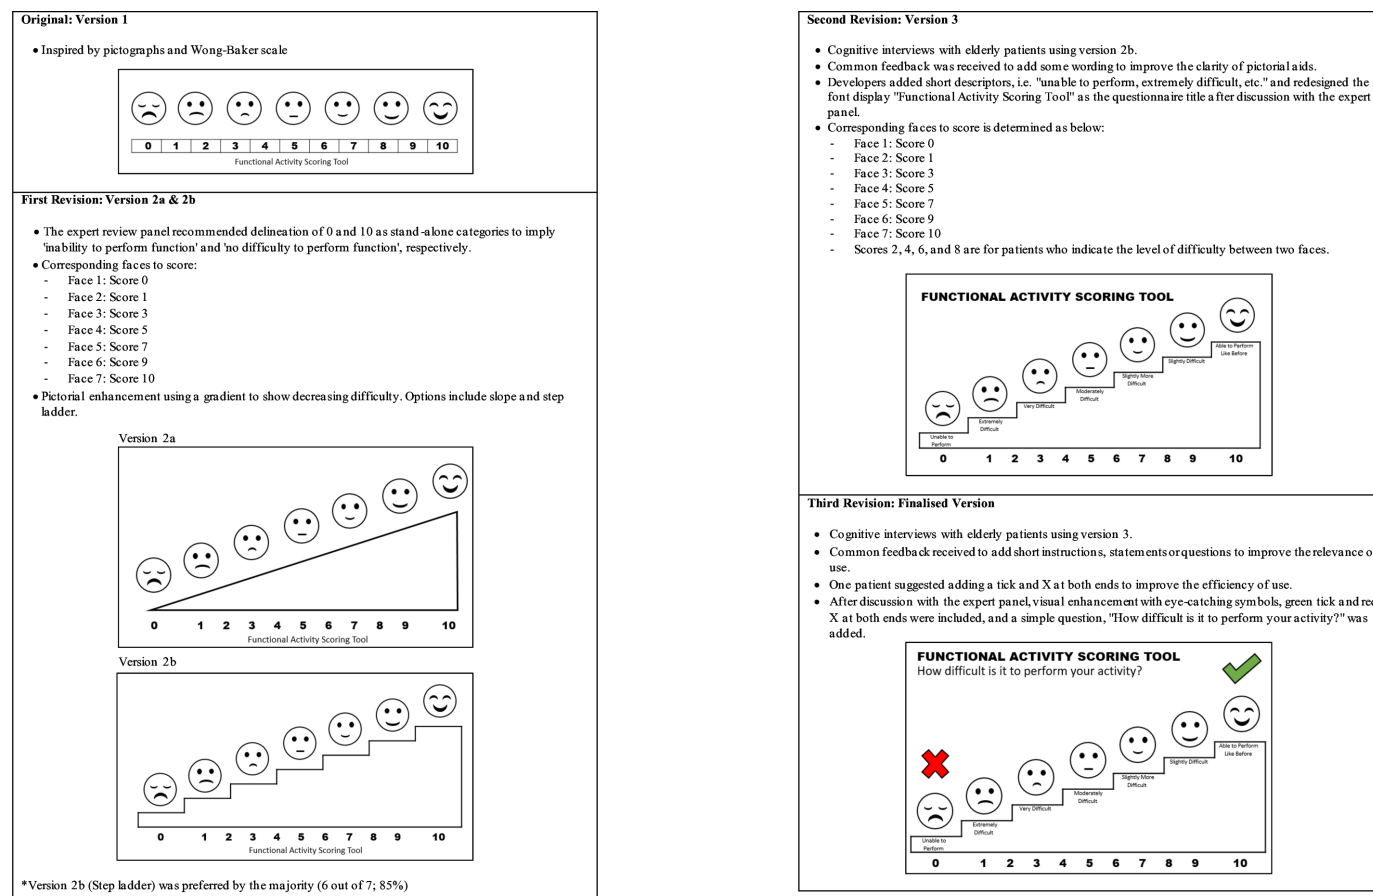 Original: Version 1
• Inspired by pictographs and Wong-Baker scale
0 1 2 3 4 5 6 7 8 9 10
Functional Activity Scoring Tool
First Revision: Version 2a & 2b
• The expert review panel recommended delineation of 0 and 10 as stand-alone categories to imply
'inability to perform function' and 'no difficulty to perform function', respectively.
• Corresponding faces to score:
- Face 1: Score 0
- Face 2: Score 1
- Face 3: Score 3
- Face 4: Score 5
- Face 5: Score 7
- Face 6: Score 9
- Face 7: Score 10
• Pictorial enhancement using a gradient to show decreasing difficulty. Options include slope and step
ladder.
Version 2a
0 1 2 3 4 5 6 7 8 9 10
Functional Activity Scoring Tool
Version 2b
0 1 2 3 4 5 6 7 8 9 10
Functional Activity Scoring Tool
*Version 2b (Step ladder) was preferred by the majority (6 out of 7; 85%)
Second Revision: Version 3
• Cognitive interviews with elderly patients using version 2b.
• Common feedback was received to add some wording to improve the clarity of pictorial aids.
• Developers added short descriptors, i.e. "unable to perform, extremely difficult, etc." and redesigned the
font display "Functional Activity Scoring Tool" as the questionnaire title after discussion with the expert
panel.
• Corresponding faces to score is determined as below:
- Face 1: Score 0
- Face 2: Score 1
- Face 3: Score 3
- Face 4: Score 5
- Face 5: Score 7
- Face 6: Score 9
- Face 7: Score 10
- Scores 2, 4, 6, and 8 are for patients who indicate the level of difficulty between two faces.
FUNCTIONAL ACTIVITY SCORING TOOL
Able to Perform
Like Before
Slightly Difficult
Slightly More
Difficult
Moderately
Difficult
Very Difficult
Extremely
Difficult
Unable to
Perform
0 1 2 3 4 5 6 7 8 9 10
Third Revision: Finalised Version
• Cognitive interviews with elderly patients using version 3.
• Common feedback received to add short instructions, statements or questions to improve the relevance o
use.
• One patient suggested adding a tick and X at both ends to improve the efficiency of use.
• After discussion with the expert panel, visual enhancement with eye-catching symbols, green tick and re
X at both ends were included, and a simple question, "How difficult is it to perform your activity?" was
added.
FUNCTIONAL ACTIVITY SCORING TOOL
How difficult is it to perform your activity?
Able to Perform
Like Before
Slightly Difficult
Slightly More
Difficult
Moderately
Difficult
Very Difficult
Extremely
Difficult
Unable to
Perform
0 1 2 3 4 5 6 7 8 9 10